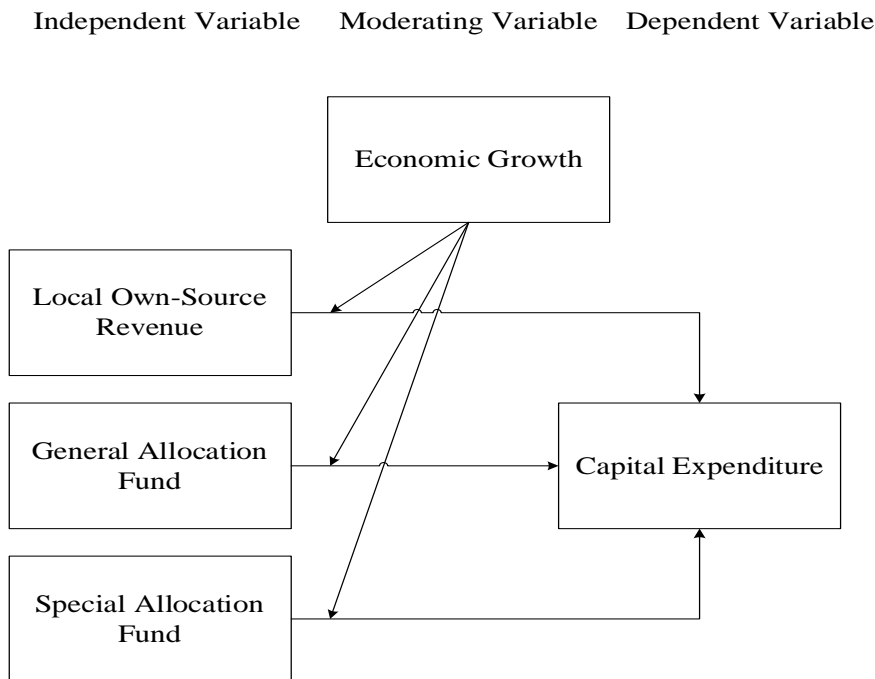 Independent Variable
Moderating Variable
Dependent Variable
Economic Growth
Local Own-Source
Revenue
General Allocation
Fund
Capital Expenditure
Special Allocation
Fund